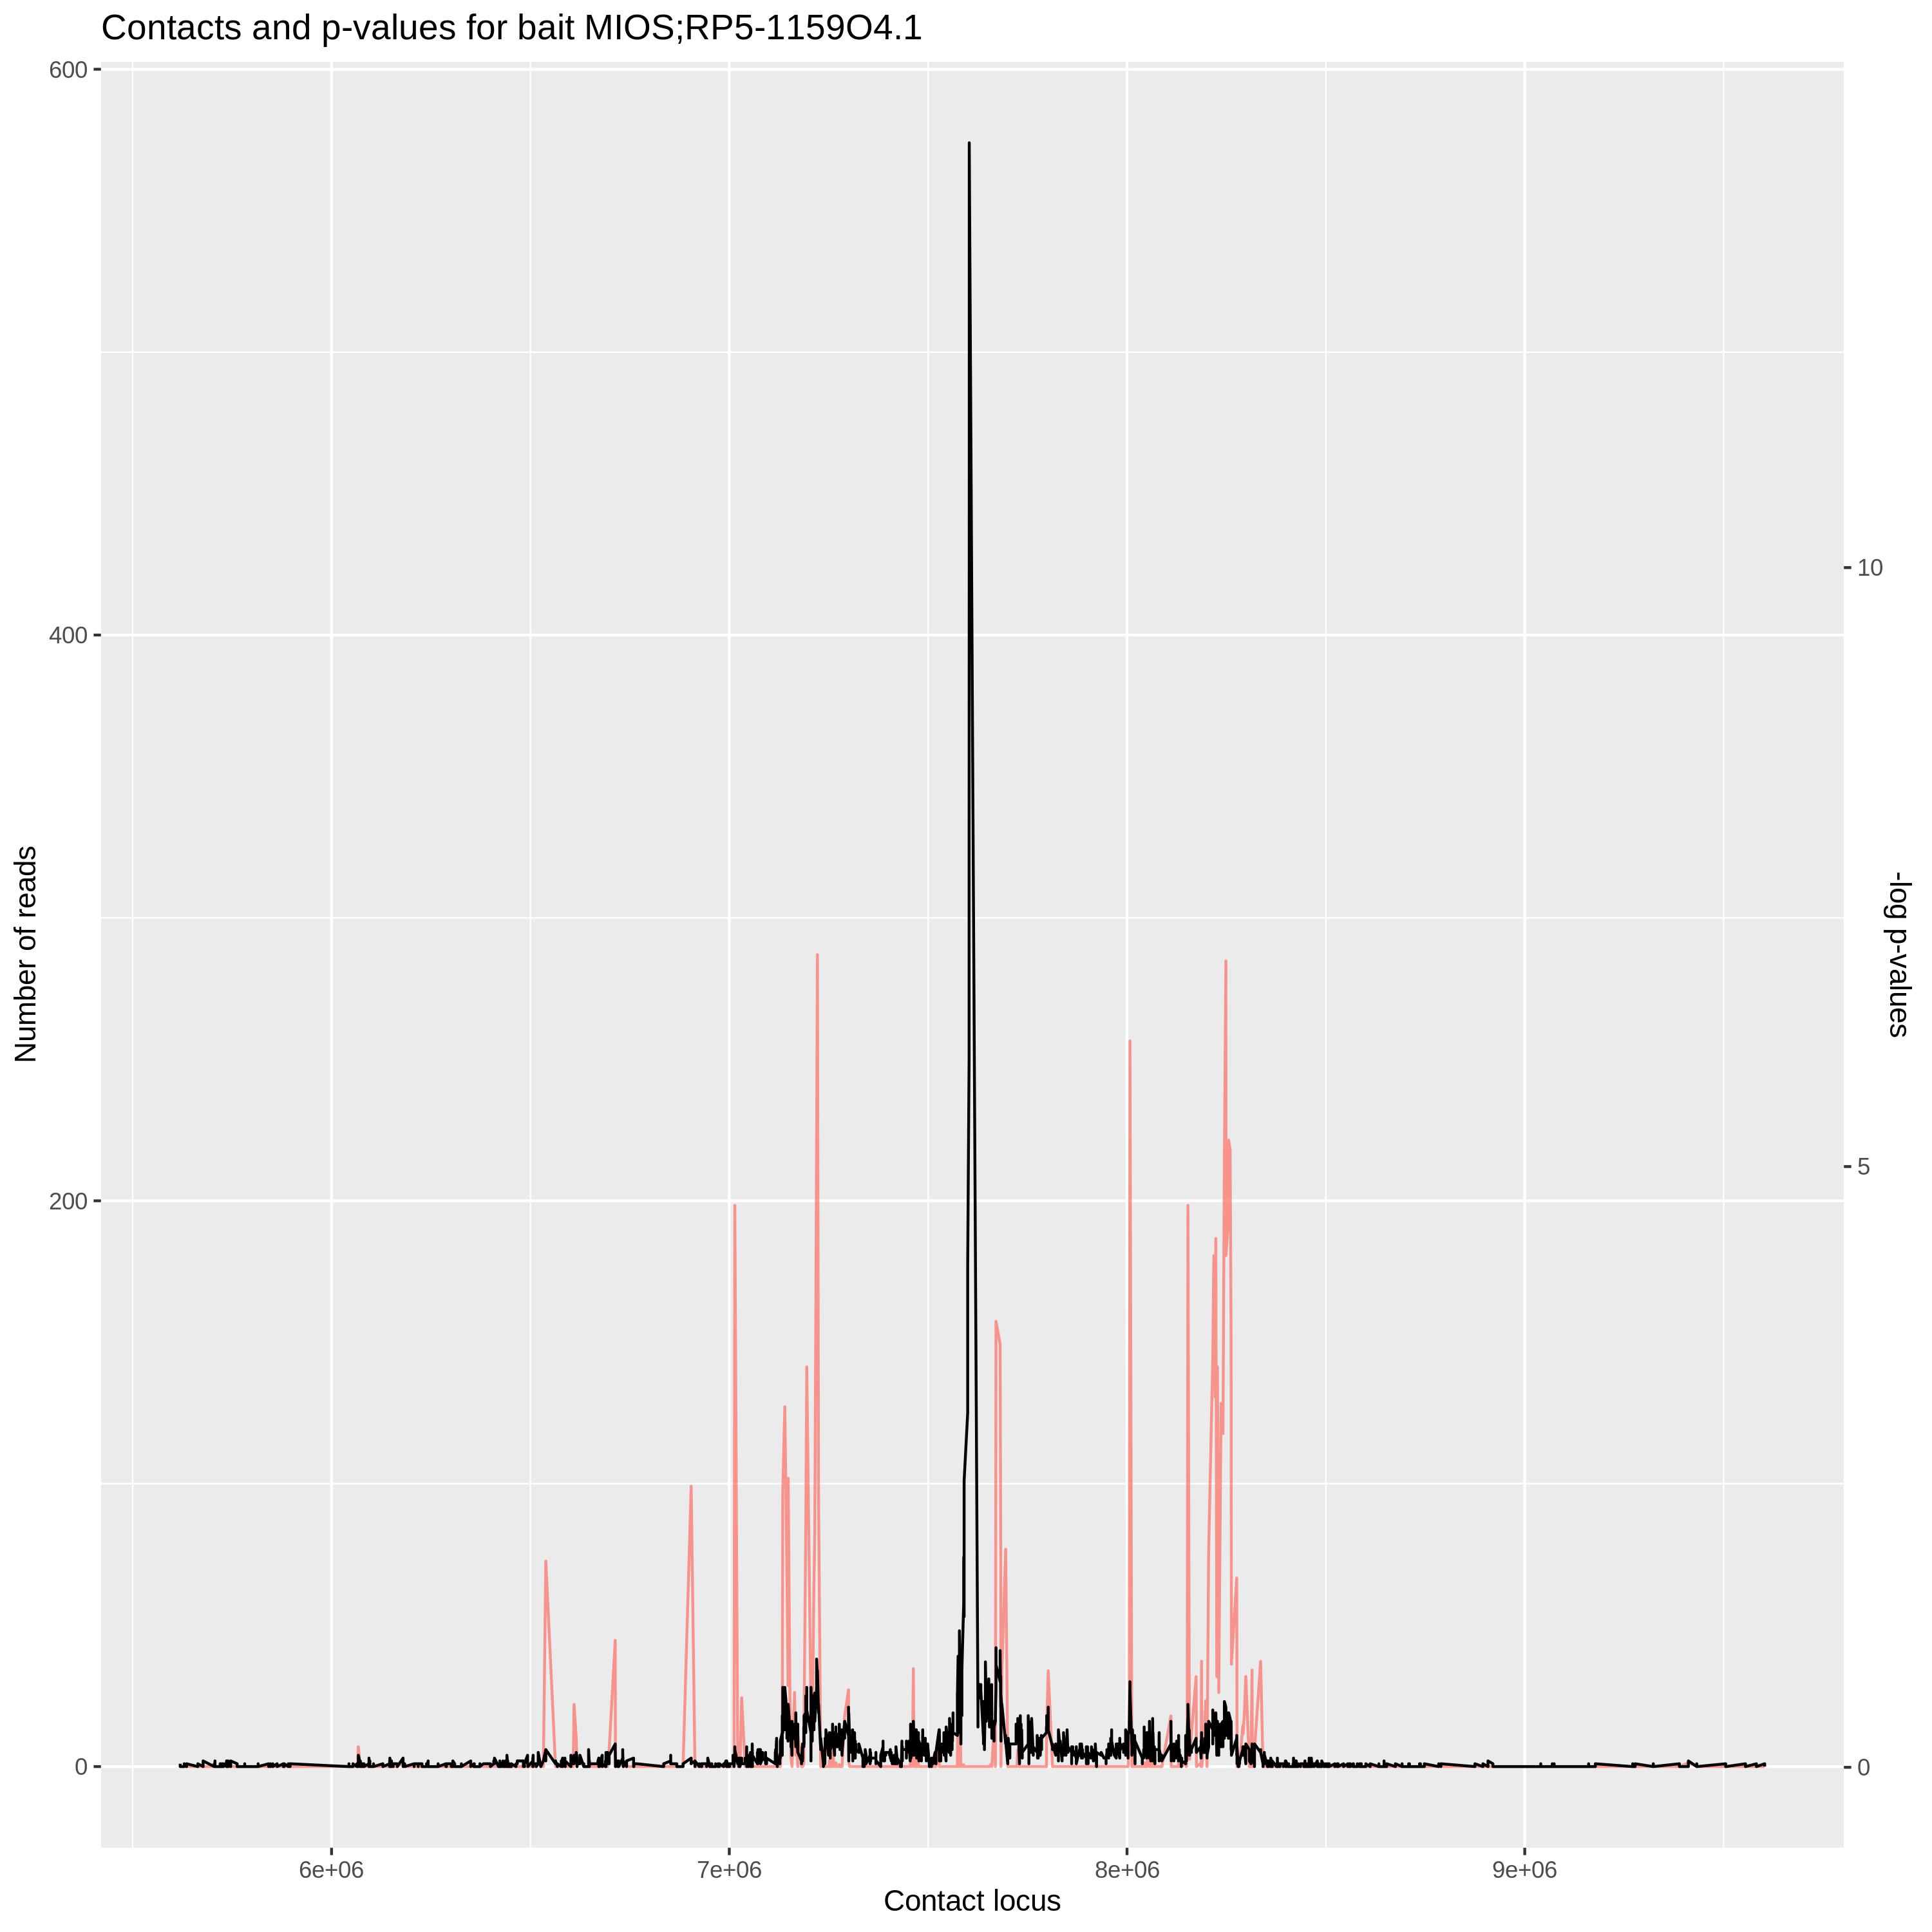 Contacts and p-values for bait MIOS;RP5-1159O4.1
600
400
200
0
Number of reads
10
5
0
-log p-values
6e+06
7e+06
8e+06
9e+06
Contact locus